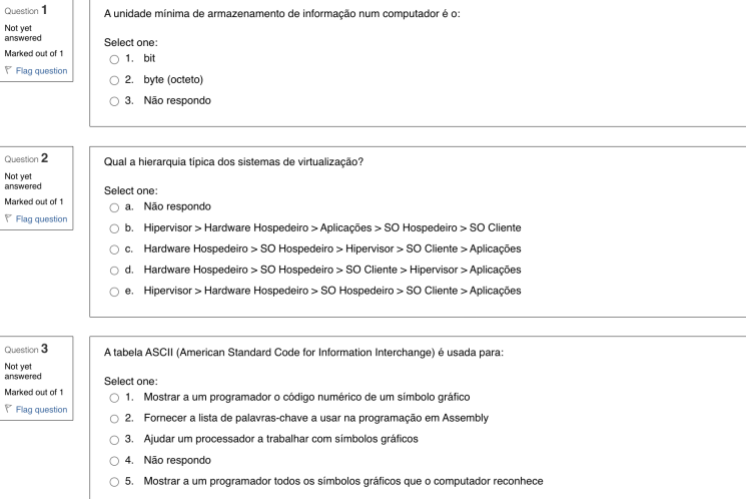 Question 1
Not yet
answered
Marked out of 1
Flag question
A unidade mínima de armazenamento de informação num computador é o:
Select one:
1. bit
2. byte (octeto)
3. Não respondo
Question 2
Not yet
answered
Marked out of 1
Flag question
Qual a hierarquia típica dos sistemas de virtualização?
Select one:
a. Não respondo
b. Hipervisor > Hardware Hospedeiro > Aplicações > SO Hospedeiro > SO Cliente
c. Hardware Hospedeiro > SO Hospedeiro > Hipervisor > SO Cliente > Aplicações
d. Hardware Hospedeiro > SO Hospedeiro > SO Cliente > Hipervisor > Aplicações
e. Hipervisor > Hardware Hospedeiro > SO Hospedeiro > SO Cliente > Aplicações
Question 3
Not yet
answered
Marked out of 1
Flag question
A tabela ASCII (American Standard Code for Information Interchange) é usada para:
Select one:
1. Mostrar a um programador o código numérico de um símbolo gráfico
2. Fornecer a lista de palavras-chave a usar na programação em Assembly
3. Ajudar um processador a trabalhar com símbolos gráficos
4. Não respondo
5. Mostrar a um programador todos os símbolos gráficos que o computador reconhece